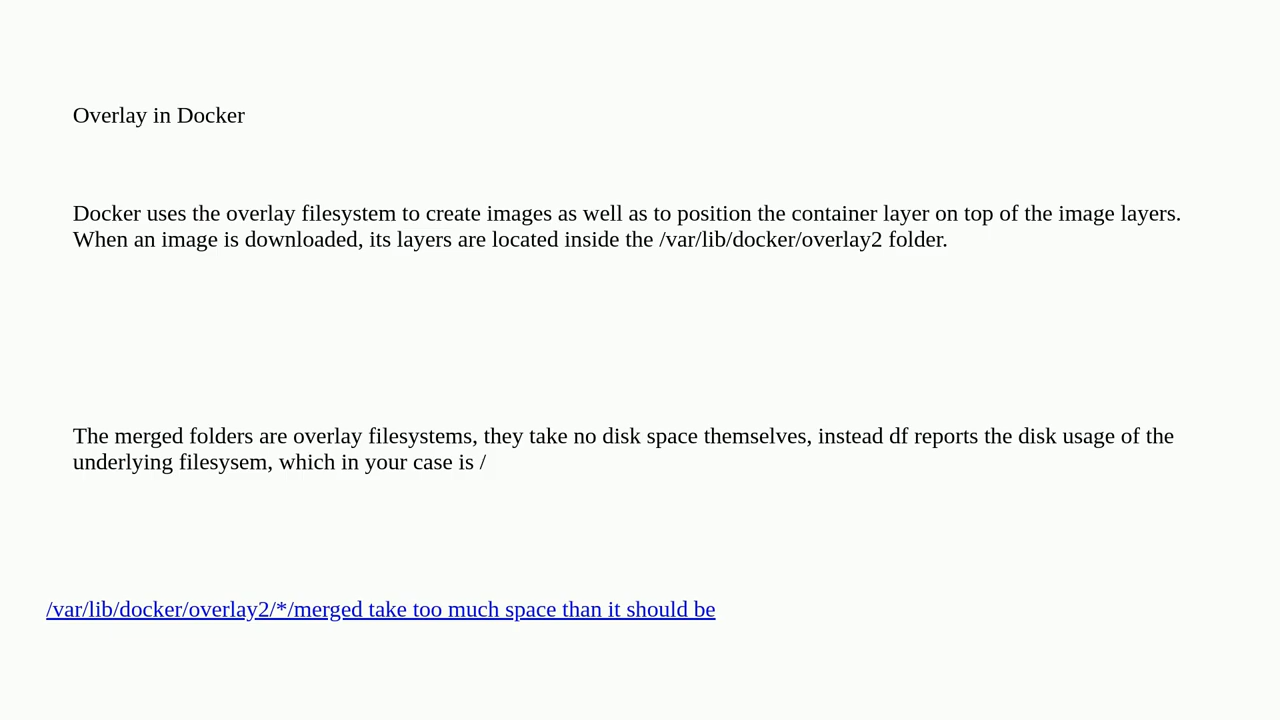 Overlay in Docker
Docker uses the overlay filesystem to create images as well as to position the container layer on top of the image layers.
When an image is downloaded, its layers are located inside the /var/lib/docker/overlay2 folder.
The merged folders are overlay filesystems, they take no disk space themselves, instead df reports the disk usage of the
underlying filesysem, which in your case is /
/var/lib/docker/overlay2/*/merged take too much space than it should be